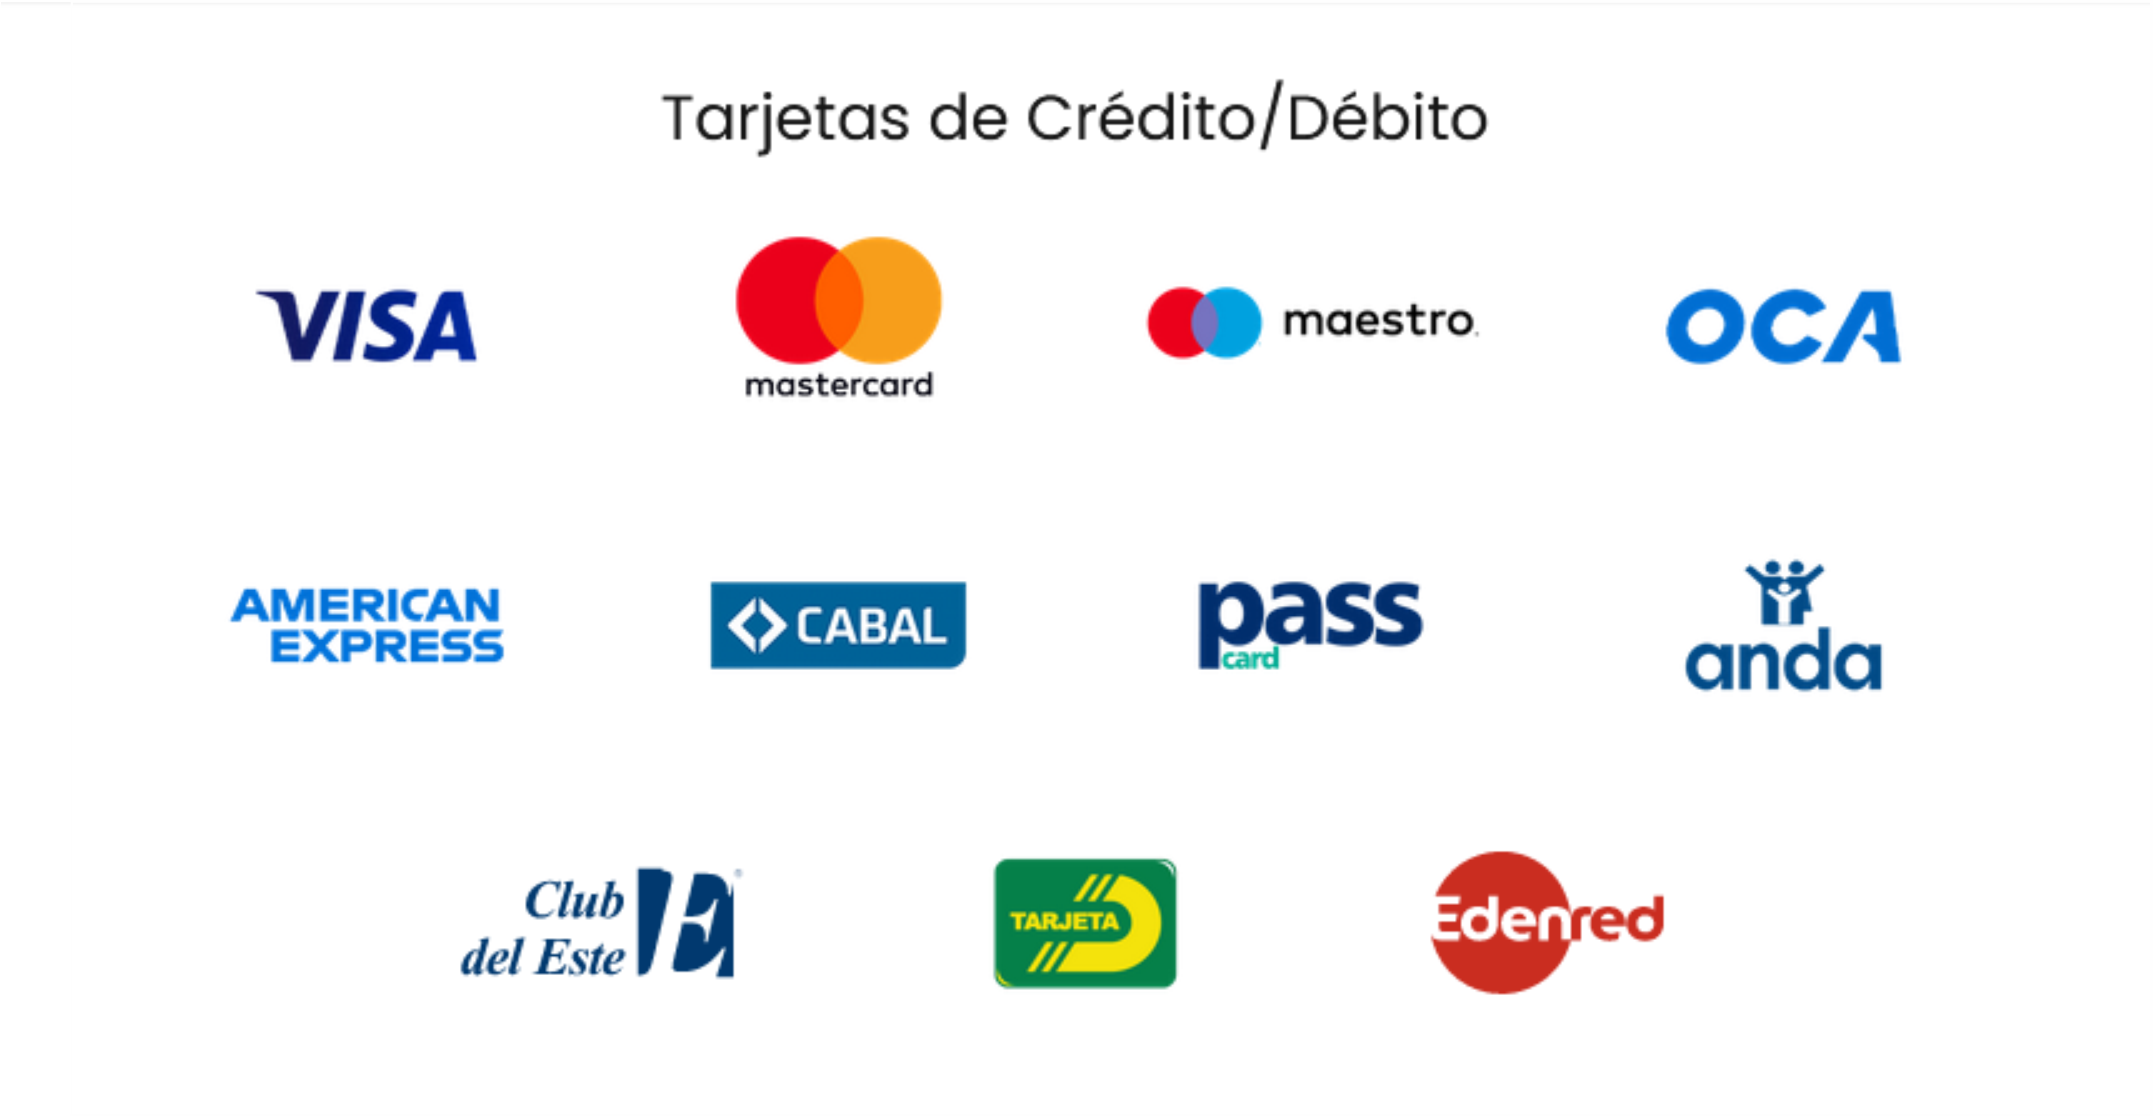 Tarjetas de Crédito/Débito
VISA
mastercard
maestro
OCA
AMERICAN
EXPRESS
CABAL
pass
card
anda
Club
del Este
E
TARJETA
D
Edenred